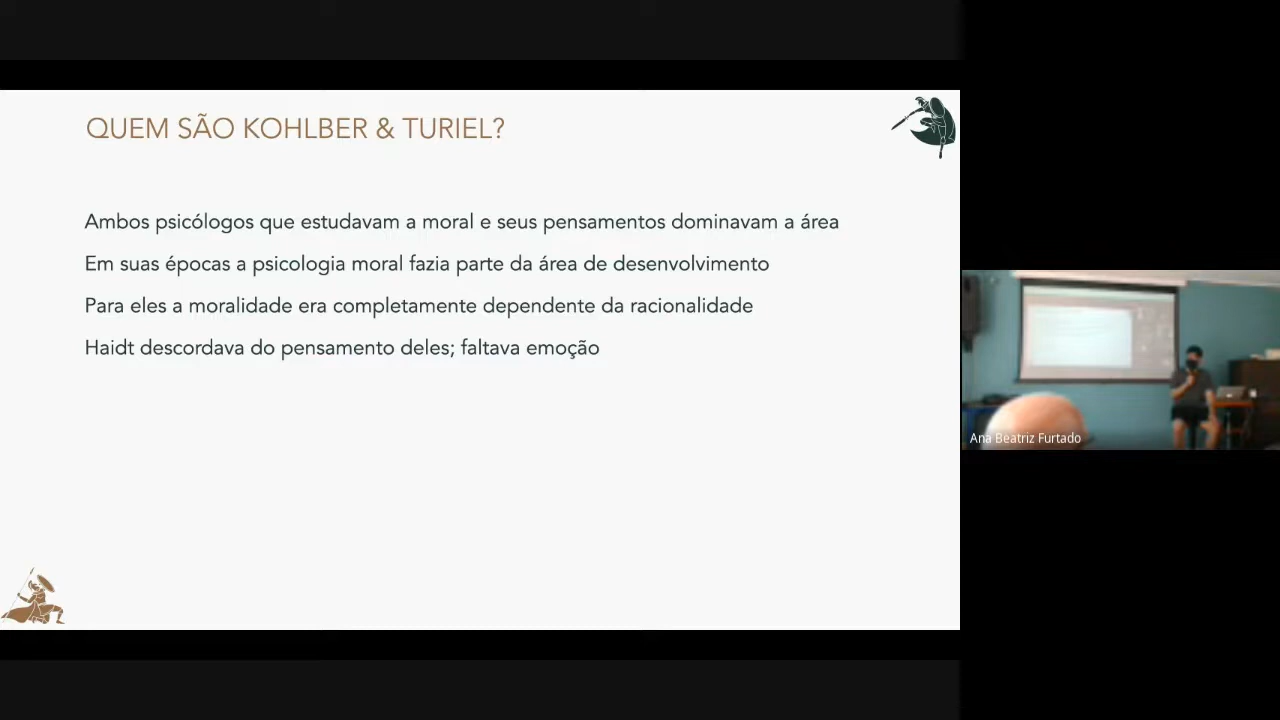 QUEM SÃO KOHLBER & TURIEL?
Ambos psicólogos que estudavam a moral e seus pensamentos dominavam a área
Em suas épocas a psicologia moral fazia parte da área de desenvolvimento
Para eles a moralidade era completamente dependente da racionalidade
Haidt descordava do pensamento deles; faltava emoção
Ana Beatriz Furtado